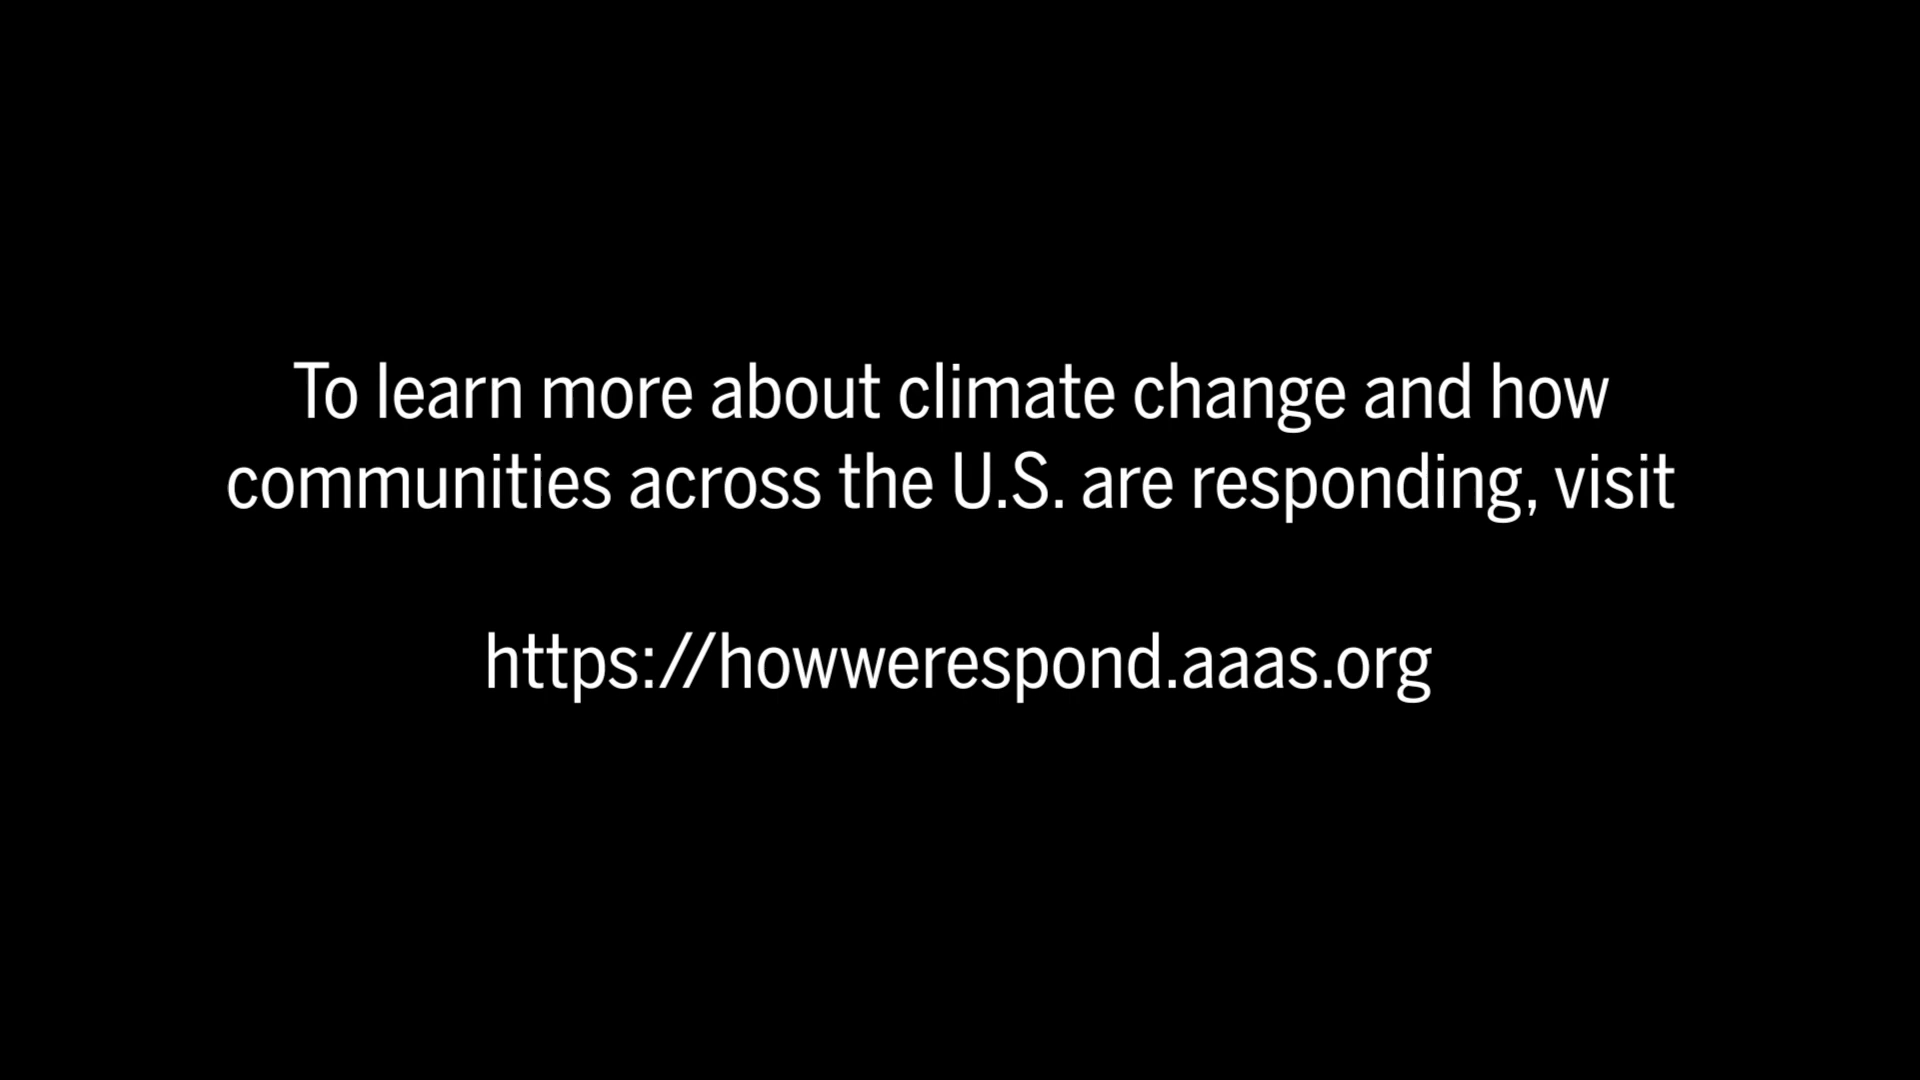 To learn more about climate change and how
communities across the U.S. are responding, visit
https://howwerespond.aaas.org